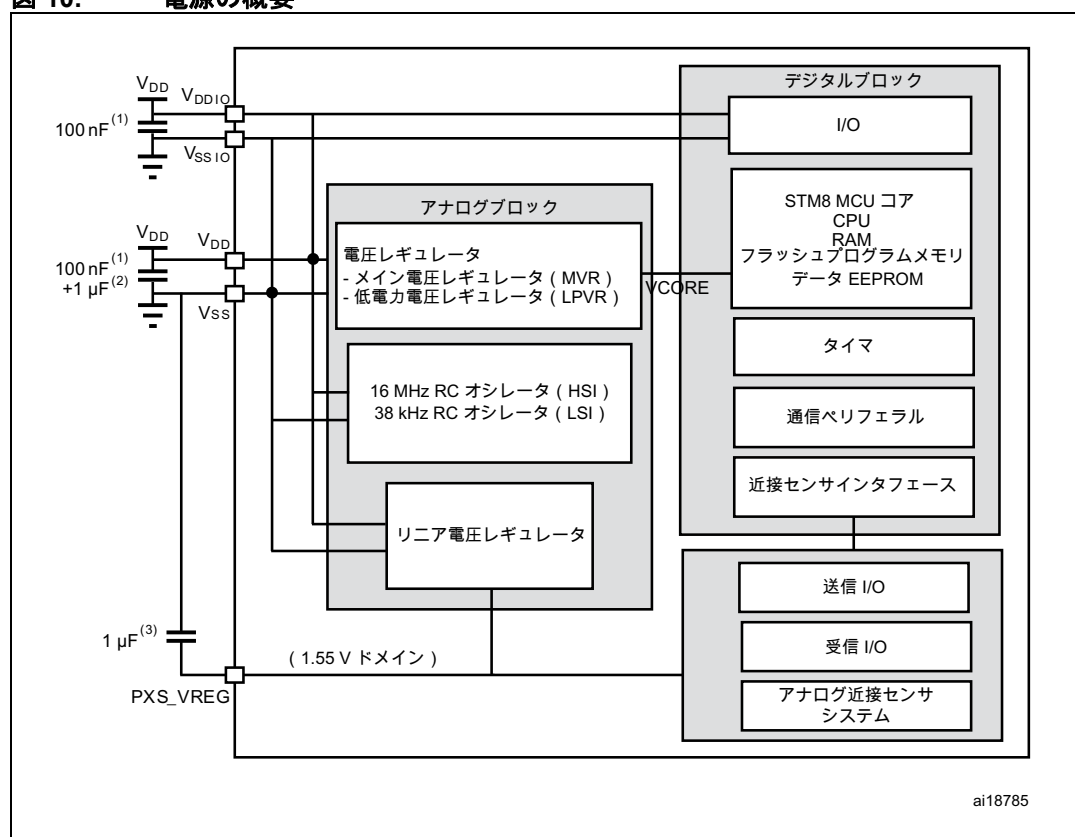 図 10. 電源の概要
VDD
VDDIO
100 nF(1)
VSSIO
VDD
VDD
100 nF(1)
+1 µF(2)
VSS
1 µF(3)
PXS_VREG
(1.55 V ドメイン)
アナログブロック
電圧レギュレータ
- メイン電圧レギュレータ(MVR)
- 低電力電圧レギュレータ(LPVR)
VCORE
16 MHz RC オシレータ(HSI)
38 kHz RC オシレータ(LSI)
リニア電圧レギュレータ
デジタルブロック
I/O
STM8 MCU コア
CPU
RAM
フラッシュプログラムメモリ
データ EEPROM
タイマ
通信ペリフェラル
近接センサインタフェース
送信 I/O
受信 I/O
アナログ近接センサ
システム
ai18785